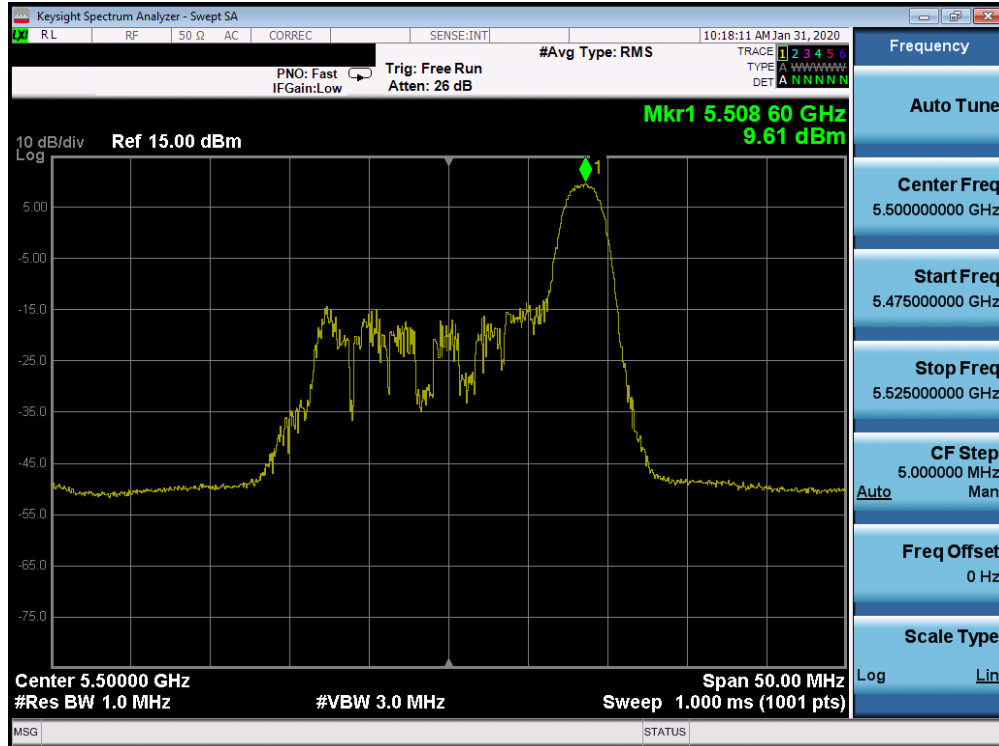 Keysight Spectrum Analyzer - Swept SA
LXI RL RF 50 Ω AC CORREC SENSE:INT 10:18:11 AM Jan 31, 2020
#Avg Type: RMS
TRACE 1 2 3 4 5 6
PNO: Fast Trig: Free Run TYPE A WWWWW
IFGain:Low Atten: 26 dB DET A N N N N N
Mkr1 5.508 60 GHz
9.61 dBm
10 dB/div Ref 15.00 dBm
Log
1
5.00
-5.00
-15.0
-25.0
-35.0
-45.0
-55.0
-65.0
-75.0
Center 5.50000 GHz Span 50.00 MHz
#Res BW 1.0 MHz #VBW 3.0 MHz Sweep 1.000 ms (1001 pts)
MSG STATUS
Frequency
Auto Tune
Center Freq
5.500000000 GHz
Start Freq
5.475000000 GHz
Stop Freq
5.525000000 GHz
CF Step
5.000000 MHz
Auto Man
Freq Offset
0 Hz
Scale Type
Log Lin